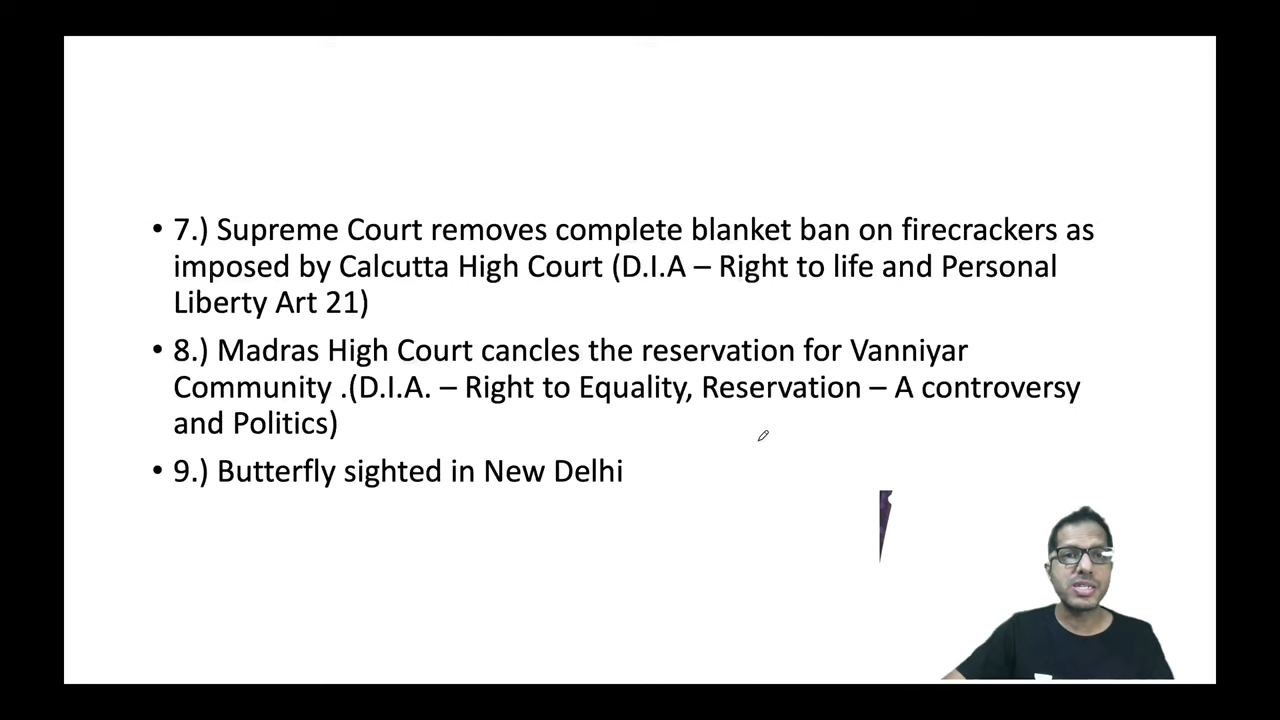 • 7.) Supreme Court removes complete blanket ban on firecrackers as
imposed by Calcutta High Court (D.I.A – Right to life and Personal
Liberty Art 21)
• 8.) Madras High Court cancles the reservation for Vanniyar
Community .(D.I.A. – Right to Equality, Reservation – A controversy
and Politics)
• 9.) Butterfly sighted in New Delhi